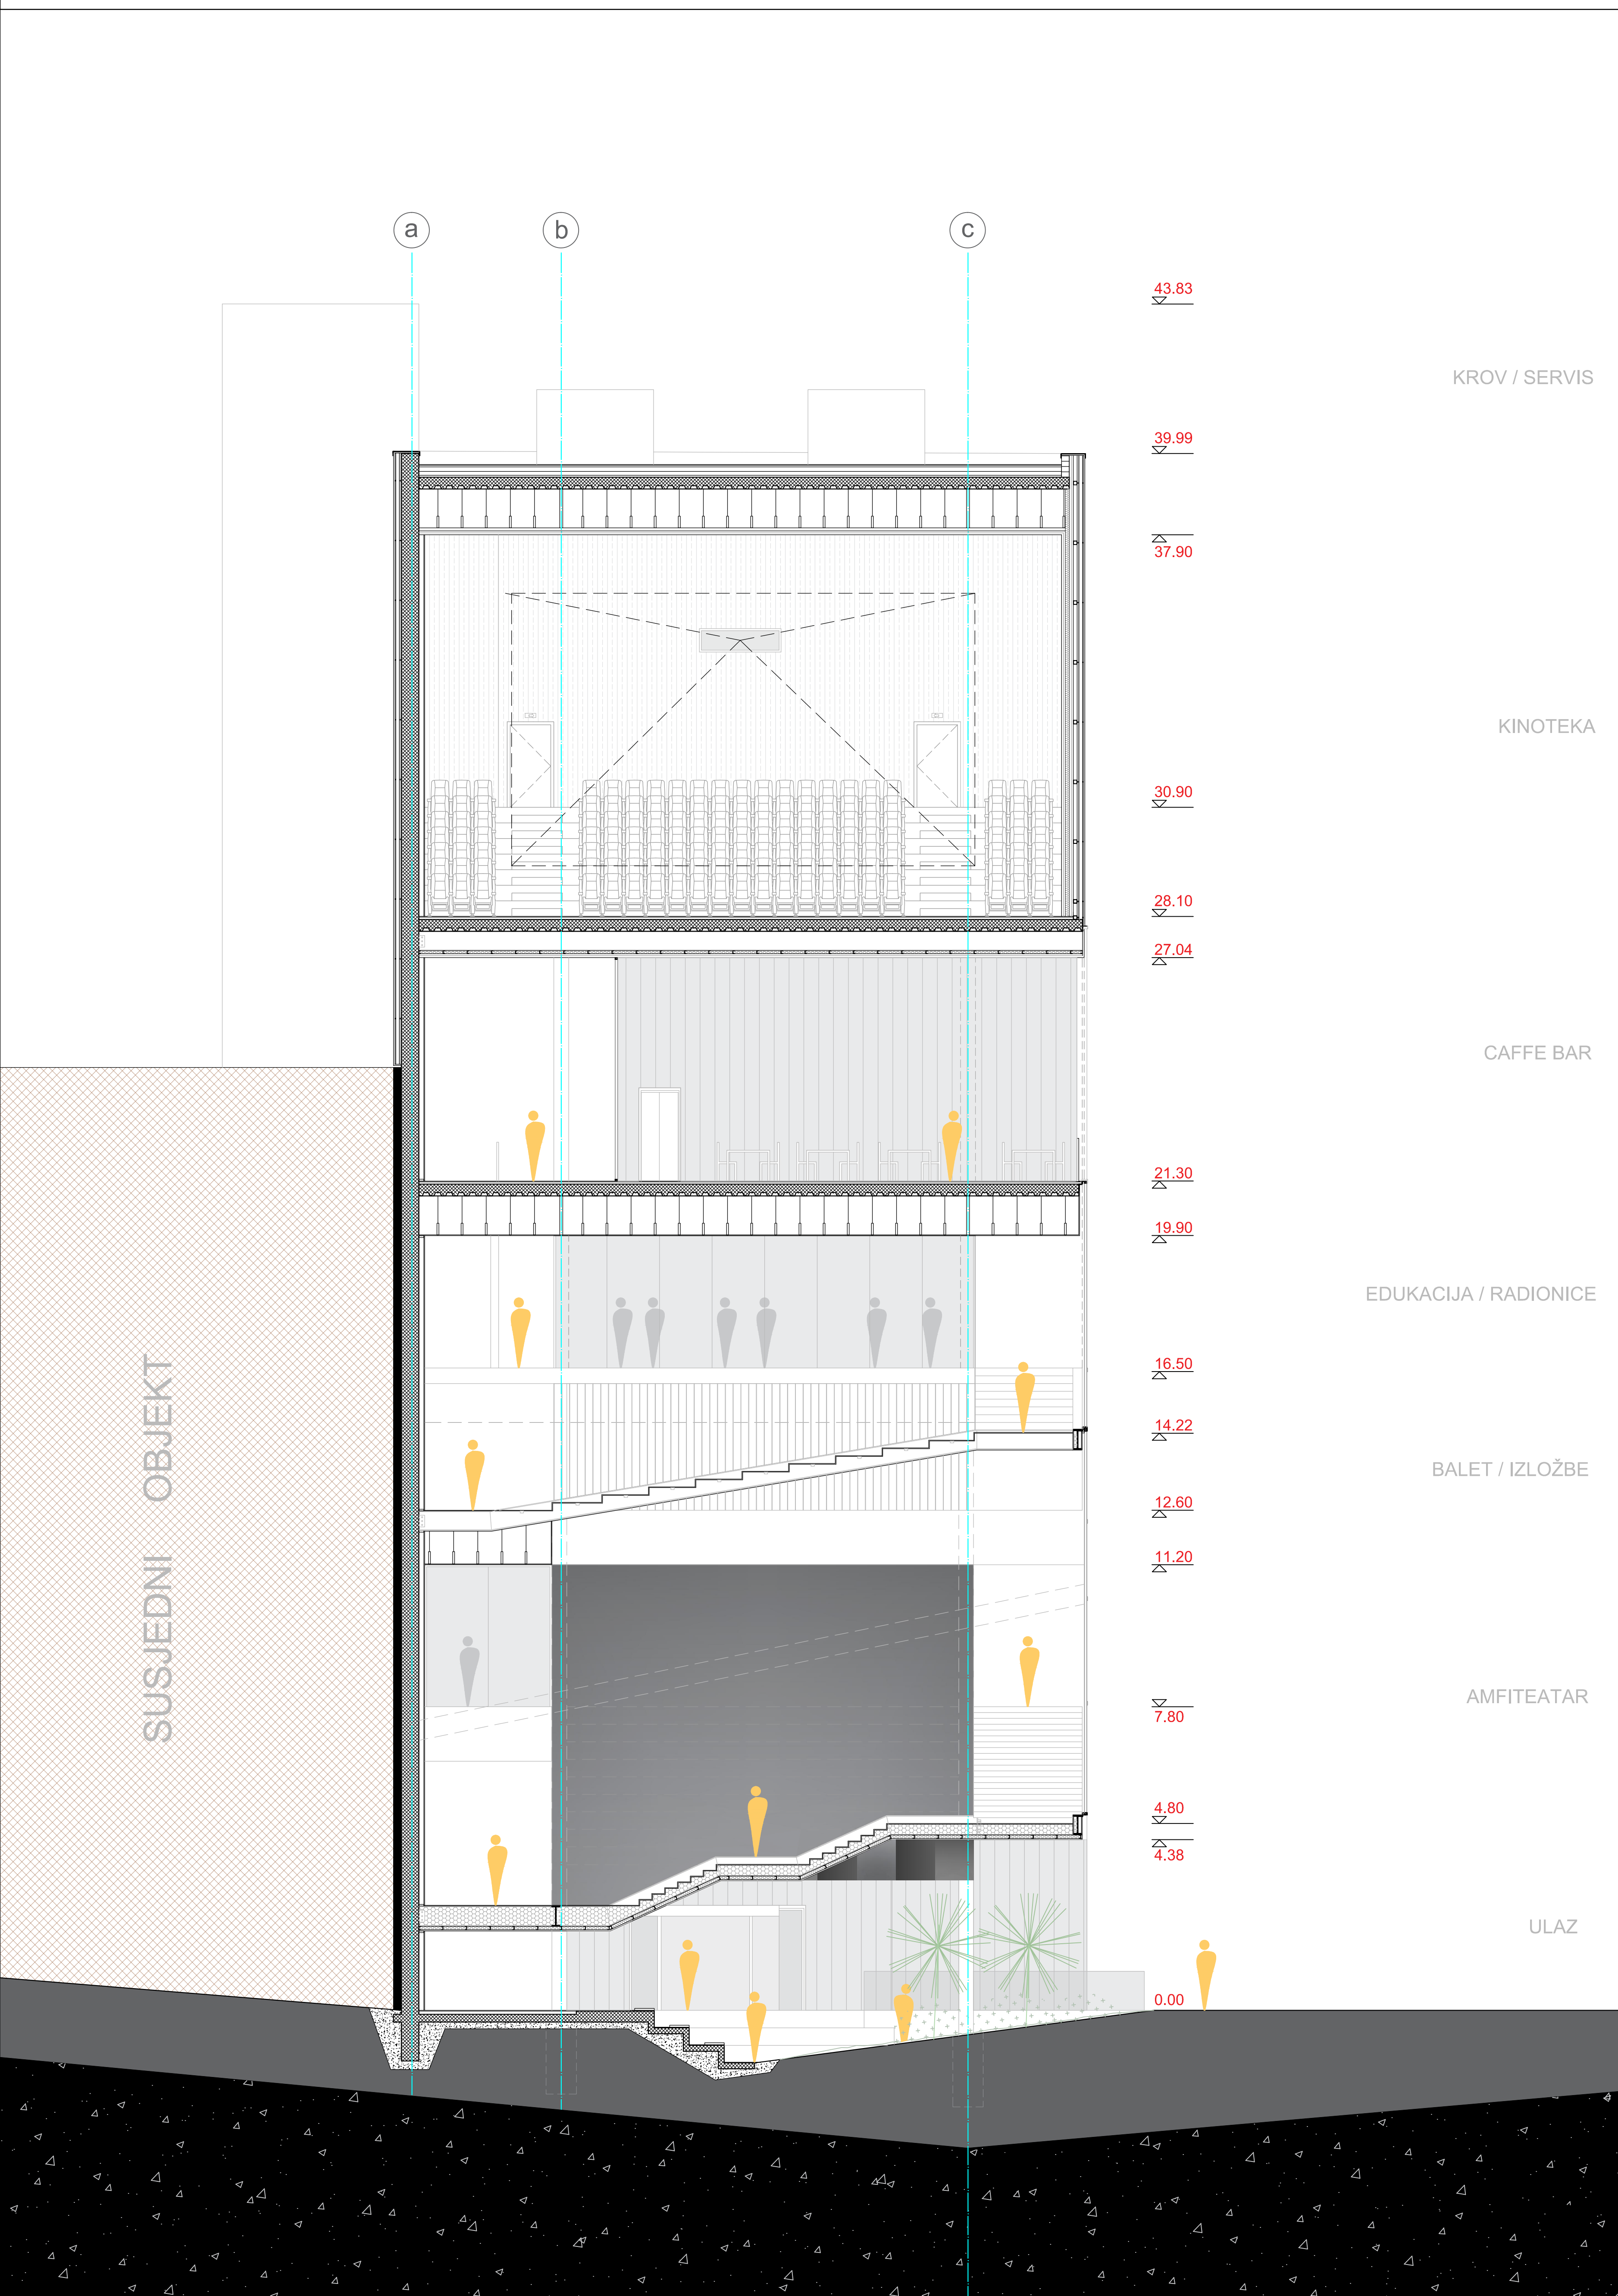 a
b
c
43.83
KROV / SERVIS
39.99
37.90
KINOTEKA
30.90
28.10
27.04
CAFFE BAR
21.30
19.90
EDUKACIJA / RADIONICE
16.50
14.22
BALET / IZLOŽBE
12.60
11.20
AMFITEATAR
7.80
4.80
4.38
ULAZ
0.00
SUSJEDNI OBJEKT